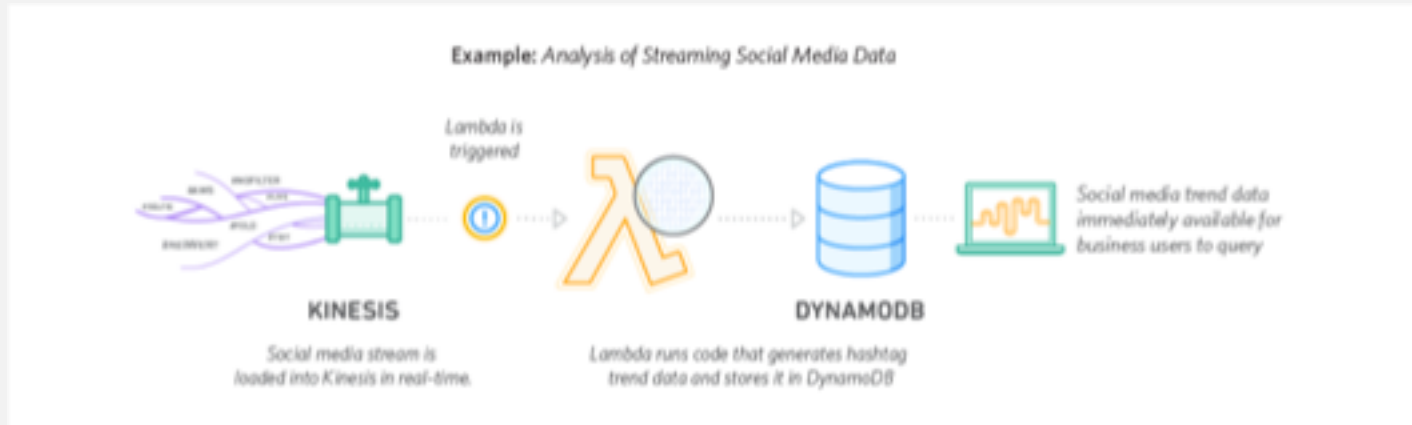 Example: Analysis of Streaming Social Media Data
Lambda is
triggered
KINESIS
Social media stream is
loaded into Kinesis in real-time.
Lambda runs code that generates hashtag
trend data and stores it in DynamoDB
DYNAMODB
Social media trend data
immediately available for
business users to query